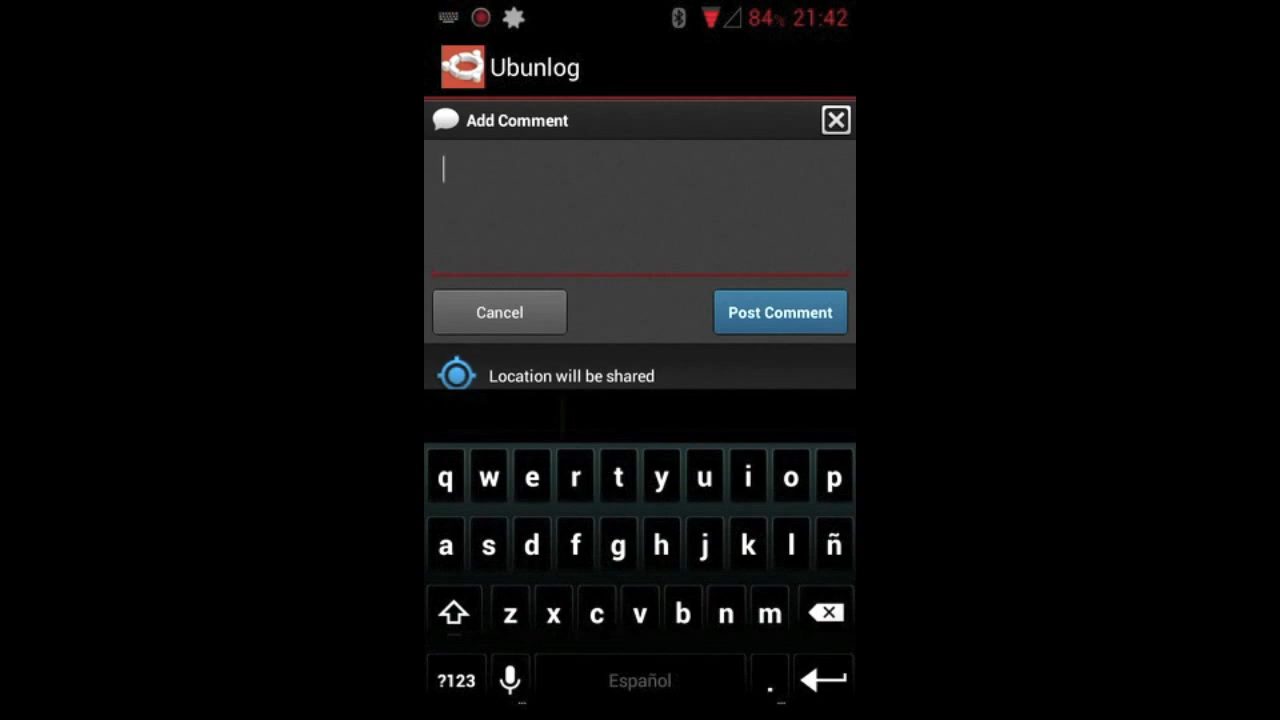 84% 21:42
Ubunlog
Add Comment
Cancel Post Comment
Location will be shared
q w e r t y u i o p
a s d f g h j k l ñ
z x c v b n m
?123 Español .